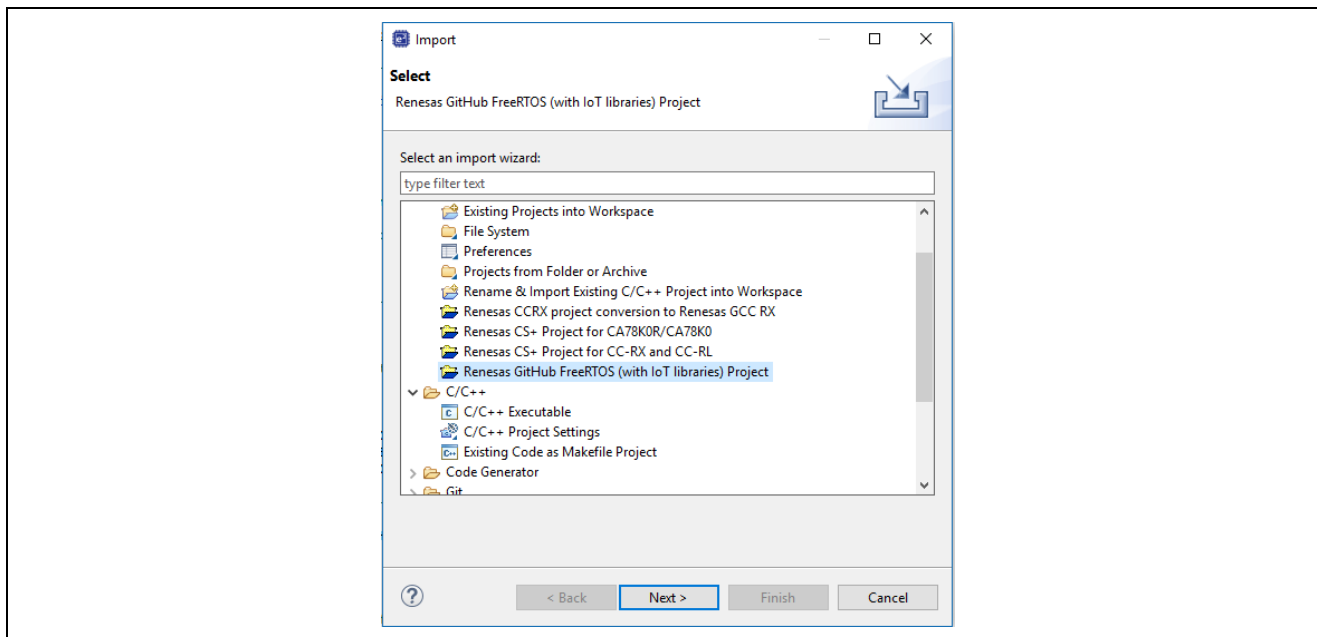 Import
Select
Renesas GitHub FreeRTOS (with IoT libraries) Project
Select an import wizard:
type filter text
Existing Projects into Workspace
File System
Preferences
Projects from Folder or Archive
Rename & Import Existing C/C++ Project into Workspace
Renesas CCRX project conversion to Renesas GCC RX
Renesas CS+ Project for CA78K0R/CA78K0
Renesas CS+ Project for CC-RX and CC-RL
Renesas GitHub FreeRTOS (with IoT libraries) Project
C/C++
C/C++ Executable
C/C++ Project Settings
Existing Code as Makefile Project
Code Generator
Git
< Back Next > Finish Cancel